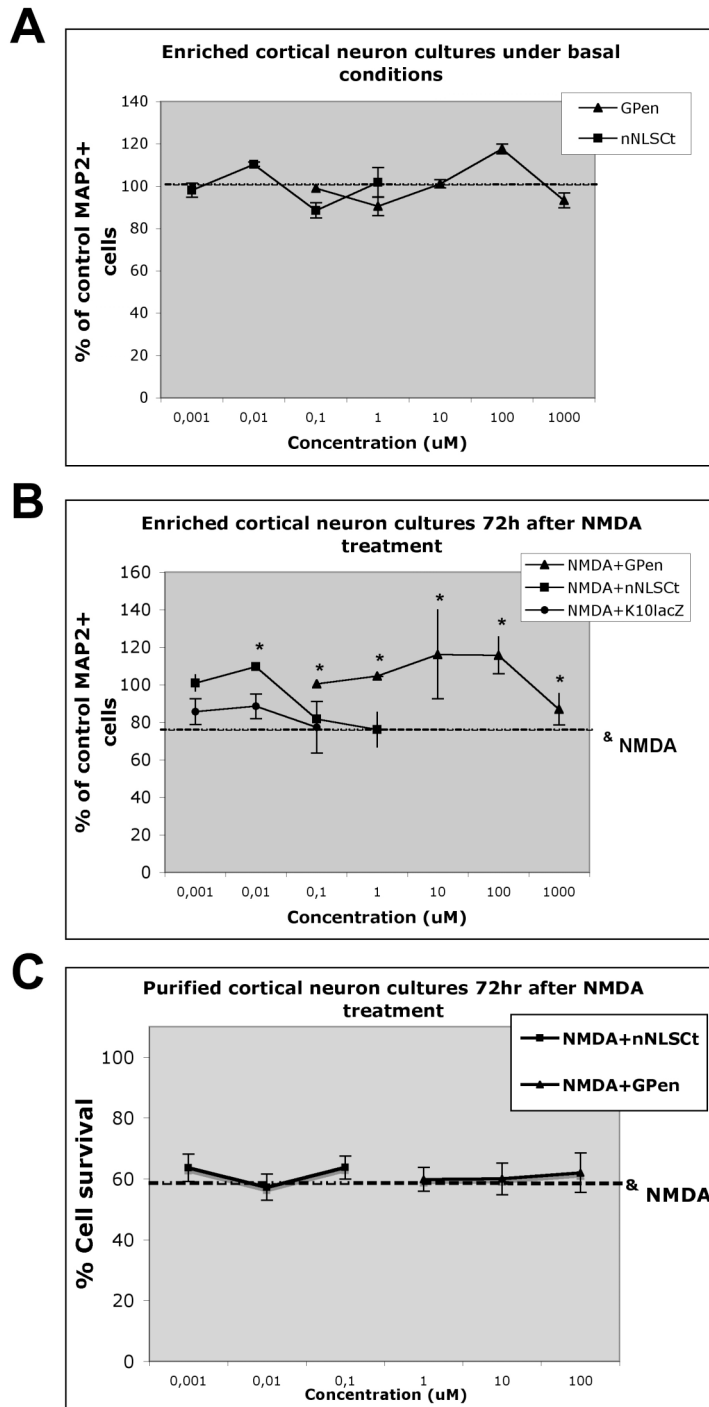 A
Enriched cortical neuron cultures under basal
conditions
GPen
nNLSCt
% of control MAP2+
cells
140
120
100
80
60
40
20
0
0,001 0,01 0,1 1 10 100 1000
Concentration (uM)
B
Enriched cortical neuron cultures 72h after NMDA
treatment
NMDA+GPen
NMDA+nNLSCt
NMDA+K10lacZ
% of control MAP2+
cells
160
140
120
100
80
60
40
20
0
* * * * * *
& NMDA
0,001 0,01 0,1 1 10 100 1000
Concentration (uM)
C
Purified cortical neuron cultures 72hr after NMDA
treatment
NMDA+nNLSCt
NMDA+GPen
% Cell survival
100
80
60
40
20
0
& NMDA
0,001 0,01 0,1 1 10 100
Concentration (uM)